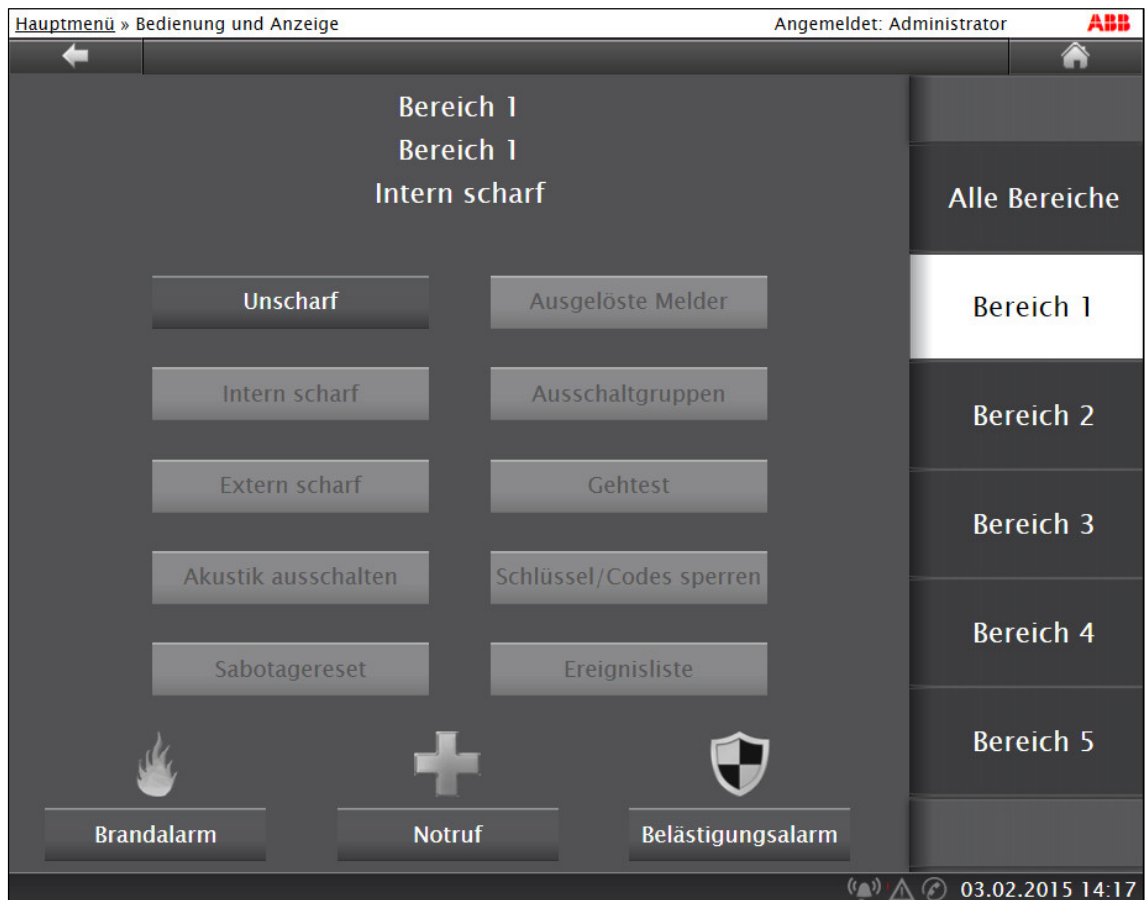 Hauptmenü » Bedienung und Anzeige Angemeldet: Administrator ABB
Bereich 1
Bereich 1
Intern scharf
Unscharf Ausgelöste Melder
Intern scharf Ausschaltgruppen
Extern scharf Gehtest
Akustik ausschalten Schlüssel/Codes sperren
Sabotagereset Ereignisliste
Brandalarm Notruf Belästigungsalarm
Alle Bereiche
Bereich 1
Bereich 2
Bereich 3
Bereich 4
Bereich 5
03.02.2015 14:17